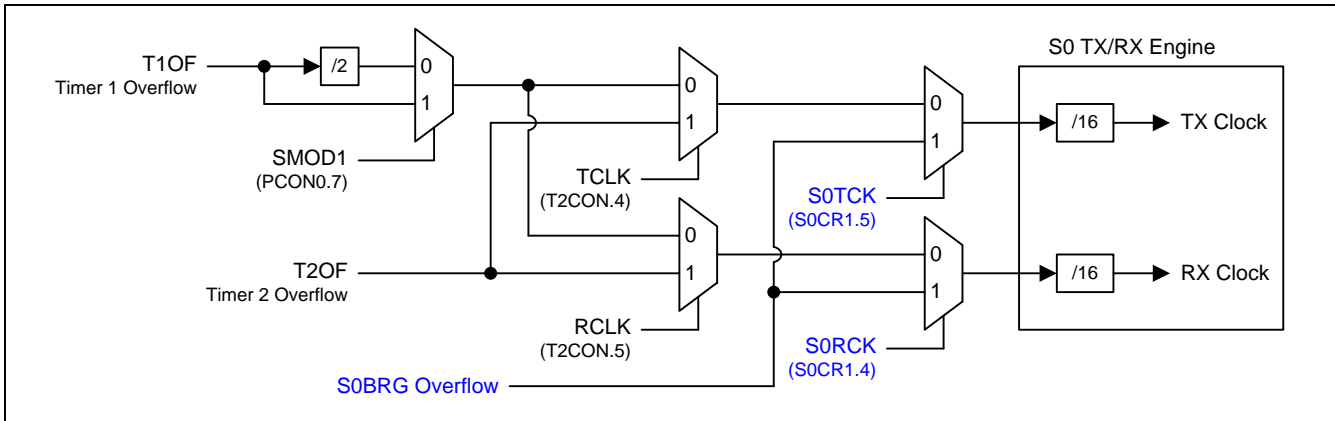 S0 TX/RX Engine
T1OF
Timer 1 Overflow
/2
0
1
SMOD1
(PCON0.7)
0
1
TCLK
(T2CON.4)
0
1
S0TCK
(S0CR1.5)
/16
TX Clock
T2OF
Timer 2 Overflow
0
1
RCLK
(T2CON.5)
0
1
S0RCK
(S0CR1.4)
/16
RX Clock
S0BRG Overflow